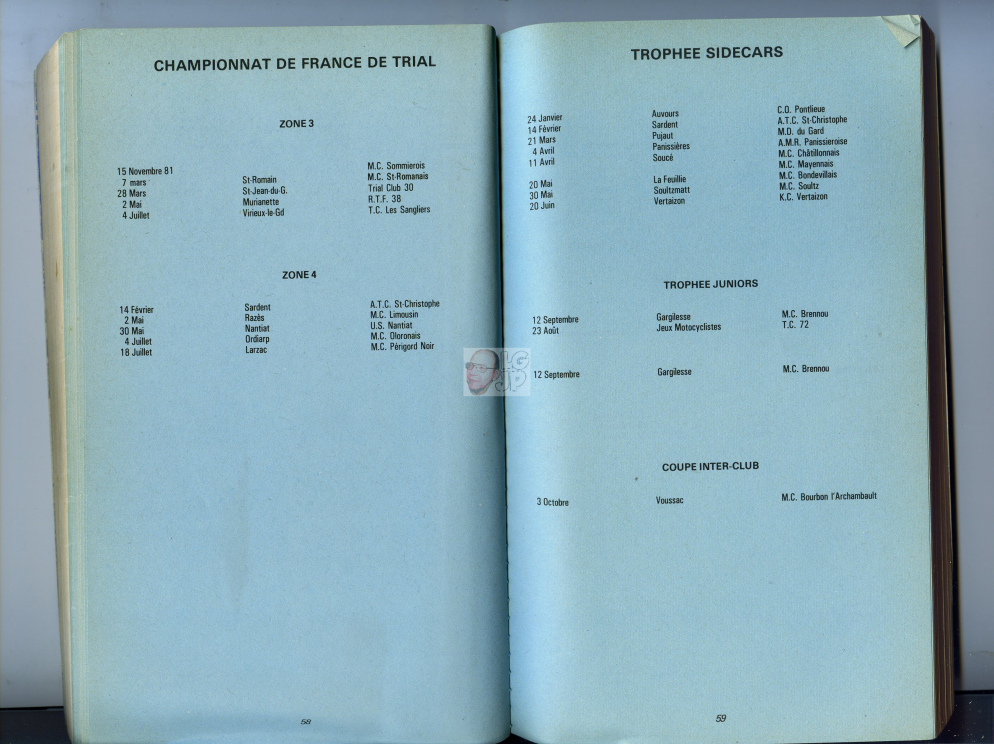 CHAMPIONNAT DE FRANCE DE TRIAL
ZONE 3
15 Novembre 81 M.C. Sommierois
7 mars St-Romain M.C. St-Romanais
28 Mars St-Jean-du-G. Trial Club 30
2 Mai Murianette R.T.F. 38
4 Juillet Virieux-le-Gd T.C. Les Sangliers
ZONE 4
14 Février Sardent A.T.C. St-Christophe
2 Mai Razès M.C. Limousin
30 Mai Nantiat U.S. Nantiat
4 Juillet Ordiarp M.C. Oloronais
18 Juillet Larzac M.C. Périgord Noir
58
TROPHEE SIDECARS
24 Janvier Auvours C.O. Pontlieue
14 Février Sardent A.T.C. St-Christophe
21 Mars Pujaut M.D. du Gard
4 Avril Panissières A.M.R. Panissieroise
11 Avril Soucé M.C. Châtillonnais
M.C. Mayennais
20 Mai La Feuillie M.C. Bondevillais
30 Mai Soultzmatt M.C. Soultz
20 Juin Vertaizon K.C. Vertaizon
TROPHEE JUNIORS
12 Septembre Gargilesse M.C. Brennou
23 Août Jeux Motocyclistes T.C. 72
12 Septembre Gargilesse M.C. Brennou
COUPE INTER-CLUB
3 Octobre Voussac M.C. Bourbon l'Archambault
59
LG
JP